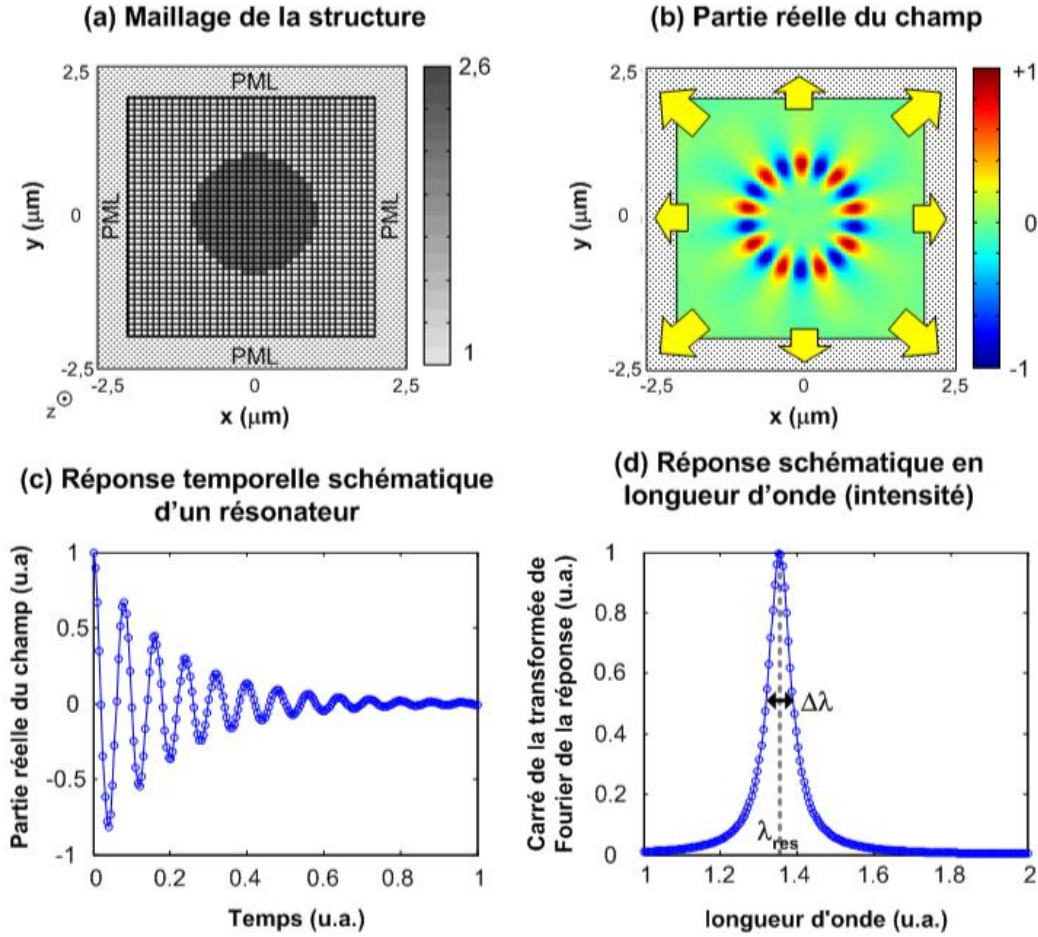 (a) Maillage de la structure
2,5
PML
2,6
y (μm)
0
PML
PML
PML
1
-2,5
-2,5
0
2,5
z
x (μm)
(b) Partie réelle du champ
2,5
+1
y (μm)
0
0
-2,5
-1
-2,5
0
2,5
x (μm)
(c) Réponse temporelle schématique
d'un résonateur
Partie réelle du champ (u.a)
1
0.5
0
-0.5
-1
0
0.2
0.4
0.6
0.8
1
Temps (u.a.)
(d) Réponse schématique en
longueur d'onde (intensité)
Carré de la transformée de
Fourier de la réponse (u.a.)
1
0.8
0.6
0.4
0.2
0
Δλ
λres
1
1.2
1.4
1.6
1.8
2
longueur d'onde (u.a.)